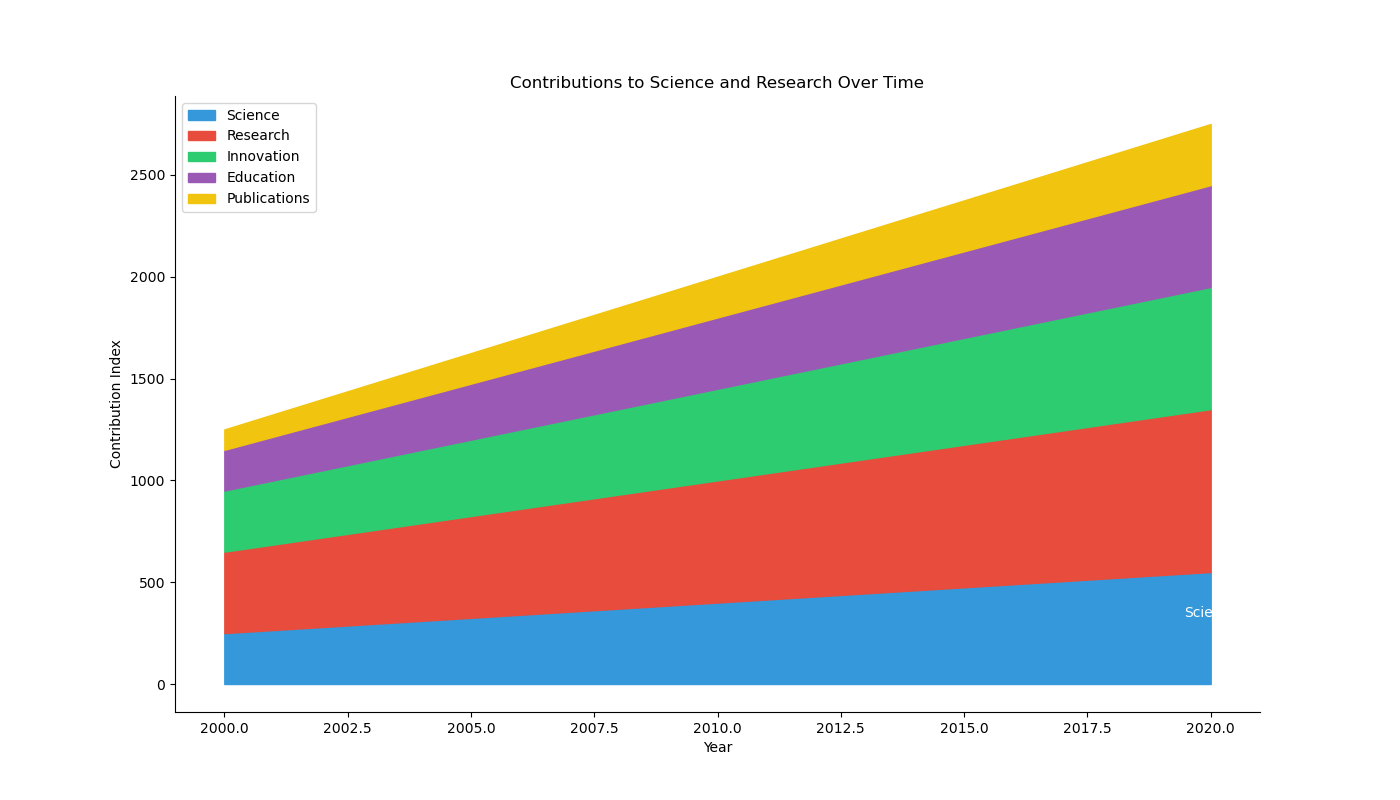 Contributions to Science and Research Over Time
Science
Research
Innovation
Education
Publications
Contribution Index
2500
2000
1500
1000
500
0
Scie
2000.0 2002.5 2005.0 2007.5 2010.0 2012.5 2015.0 2017.5 2020.0
Year